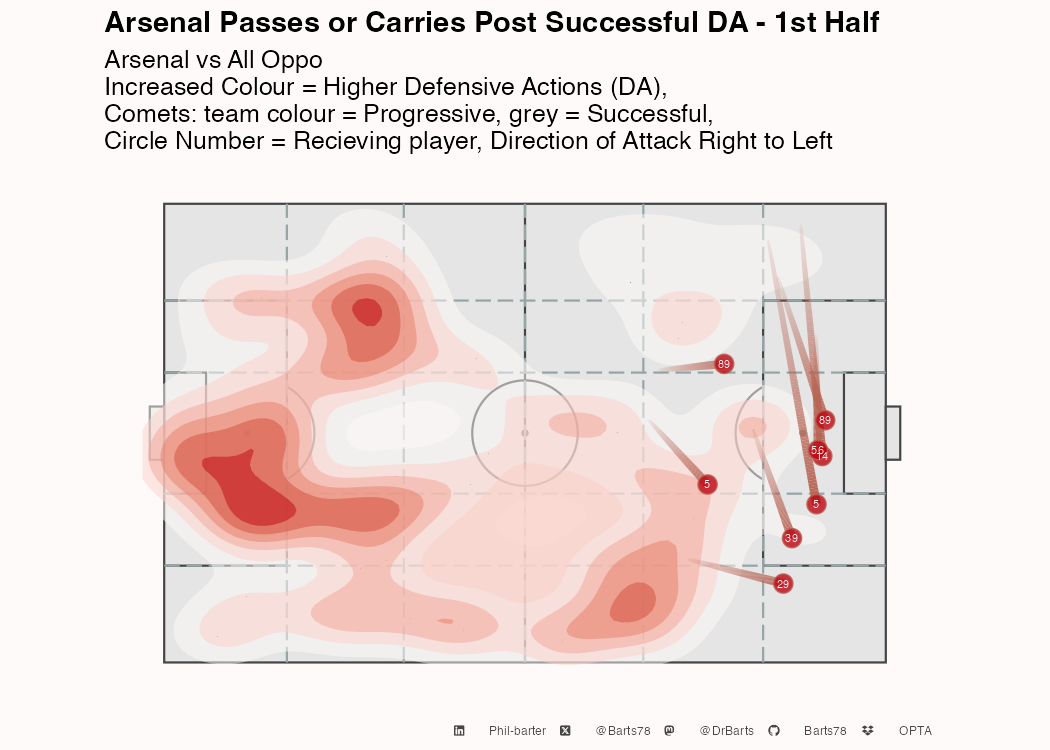 Arsenal Passes or Carries Post Successful DA - 1st Half
Arsenal vs All Oppo
Increased Colour = Higher Defensive Actions (DA),
Comets: team colour = Progressive, grey = Successful,
Circle Number = Recieving player, Direction of Attack Right to Left
89
89
56
14
5
5
39
29
Phil-barter @Barts78 @DrBarts Barts78 OPTA